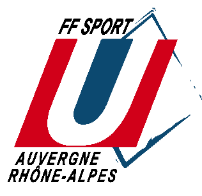 FF SPORT
U
AUVERGNE
RHÔNE-ALPES